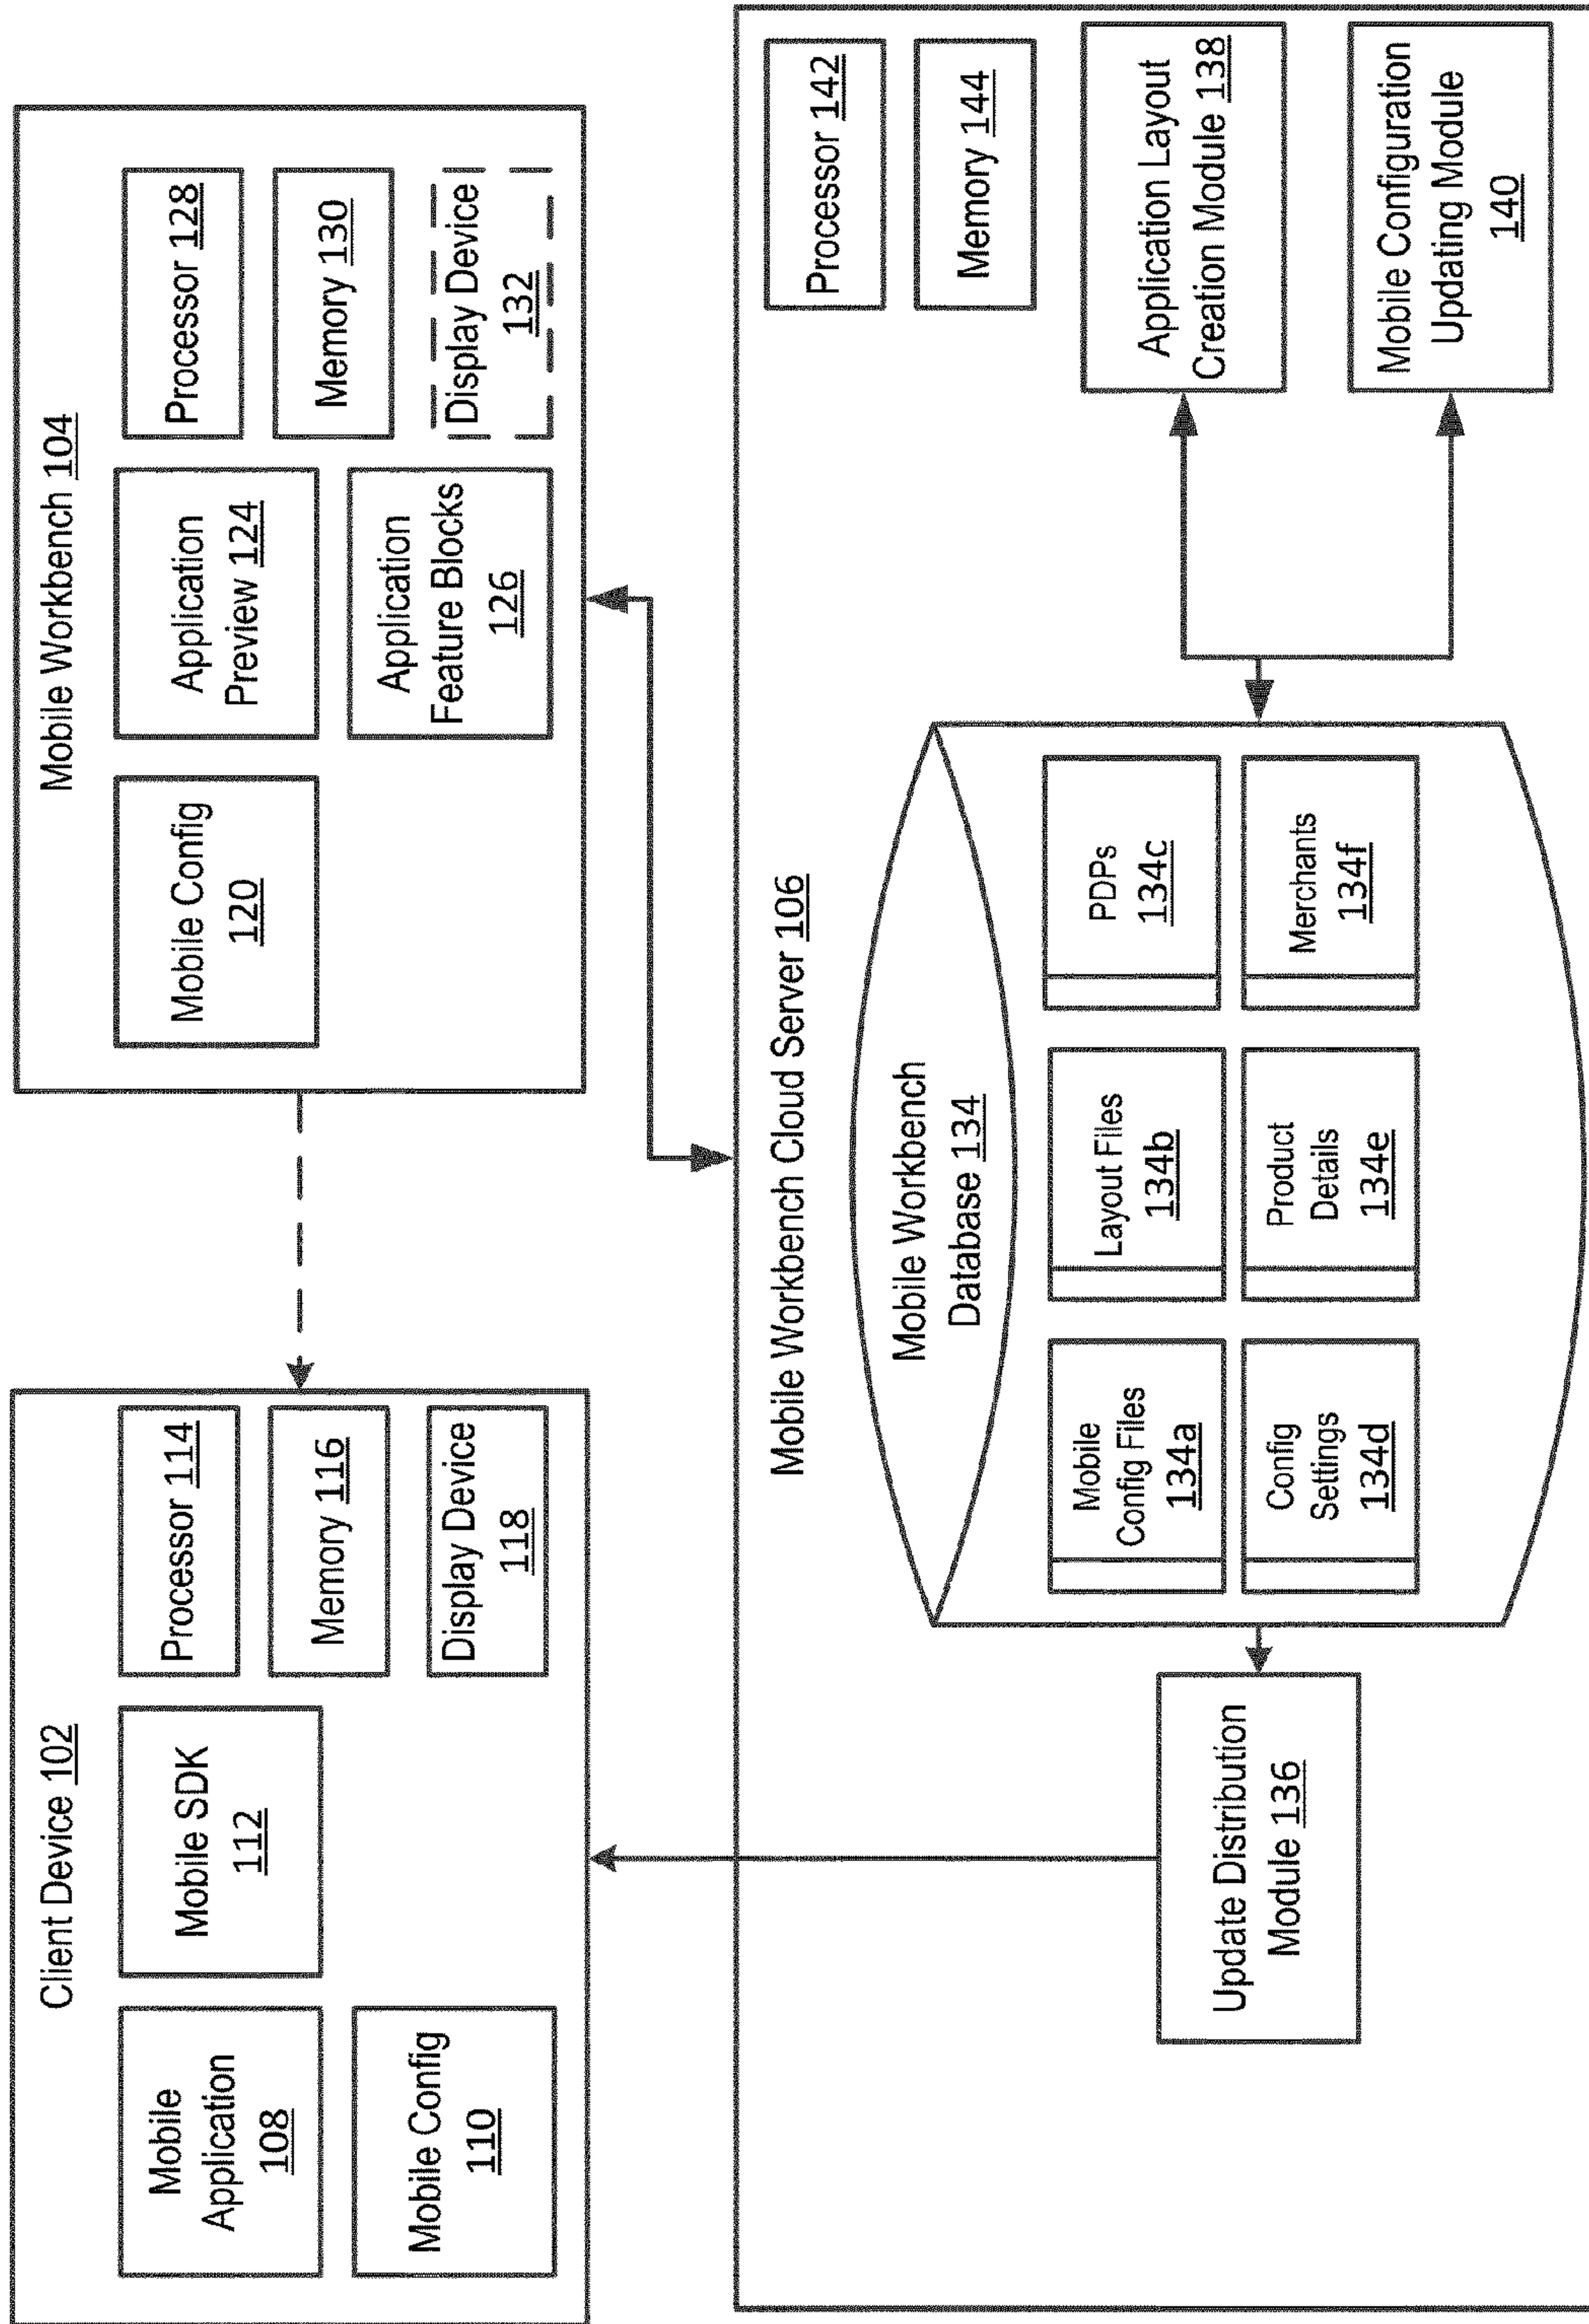 Client Device 102
Mobile
Application
108
Mobile SDK
112
Processor 114
Mobile Config
110
Memory 116
Display Device
118
Mobile Workbench 104
Mobile Config
120
Application
Preview 124
Processor 128
Application
Feature Blocks
126
Memory 130
Display Device
132
Mobile Workbench Cloud Server 106
Mobile Workbench
Database 134
Mobile
Config Files
134a
Layout Files
134b
PDPs
134c
Config
Settings
134d
Product
Details
134e
Merchants
134f
Update Distribution
Module 136
Processor 142
Memory 144
Application Layout
Creation Module 138
Mobile Configuration
Updating Module
140